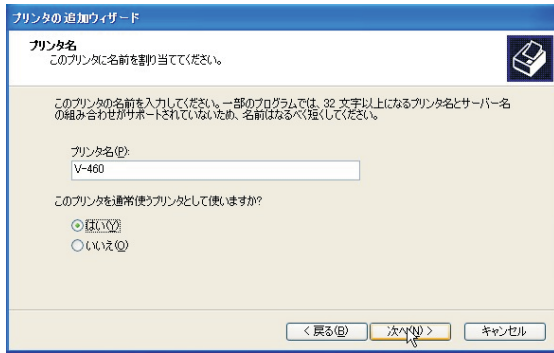 プリンタの追加ウィザード
プリンタ名
このプリンタに名前を割り当ててください。
このプリンタの名前を入力してください。一部のプログラムでは、32 文字以上になるプリンタ名とサーバー名
の組み合わせがサポートされていないため、名前はなるべく短くしてください。
プリンタ名(P):
V-460
このプリンタを通常使うプリンタとして使いますか?
はい(Y)
いいえ(O)
< 戻る(B) 次へ(N) > キャンセル